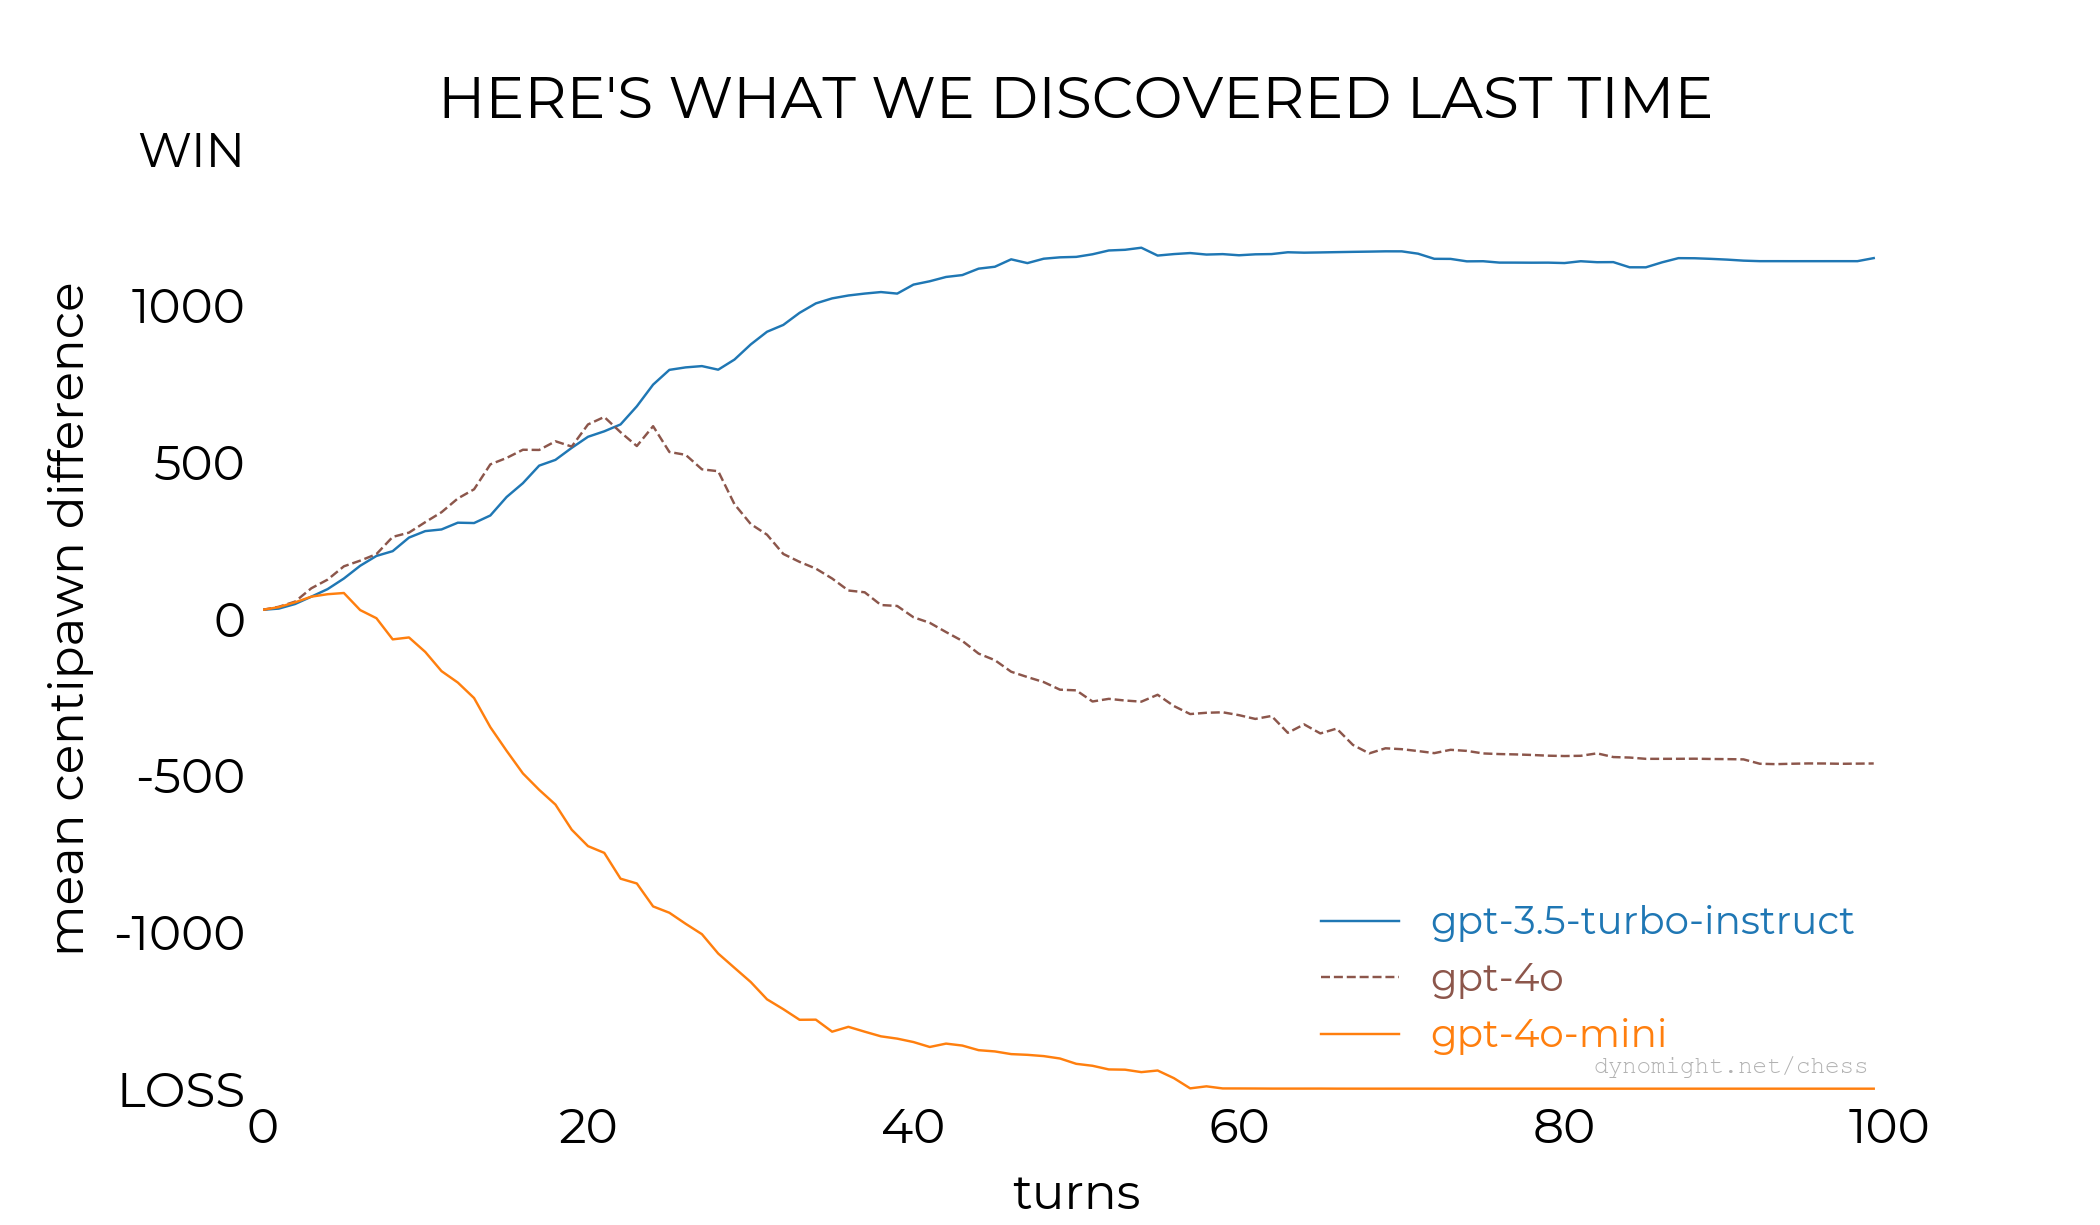 HERE'S WHAT WE DISCOVERED LAST TIME
WIN
1000
500
0
-500
-1000
LOSS
mean centipawn difference
gpt-3.5-turbo-instruct
gpt-4o
gpt-4o-mini
dynomight.net/chess
0 20 40 60 80 100
turns